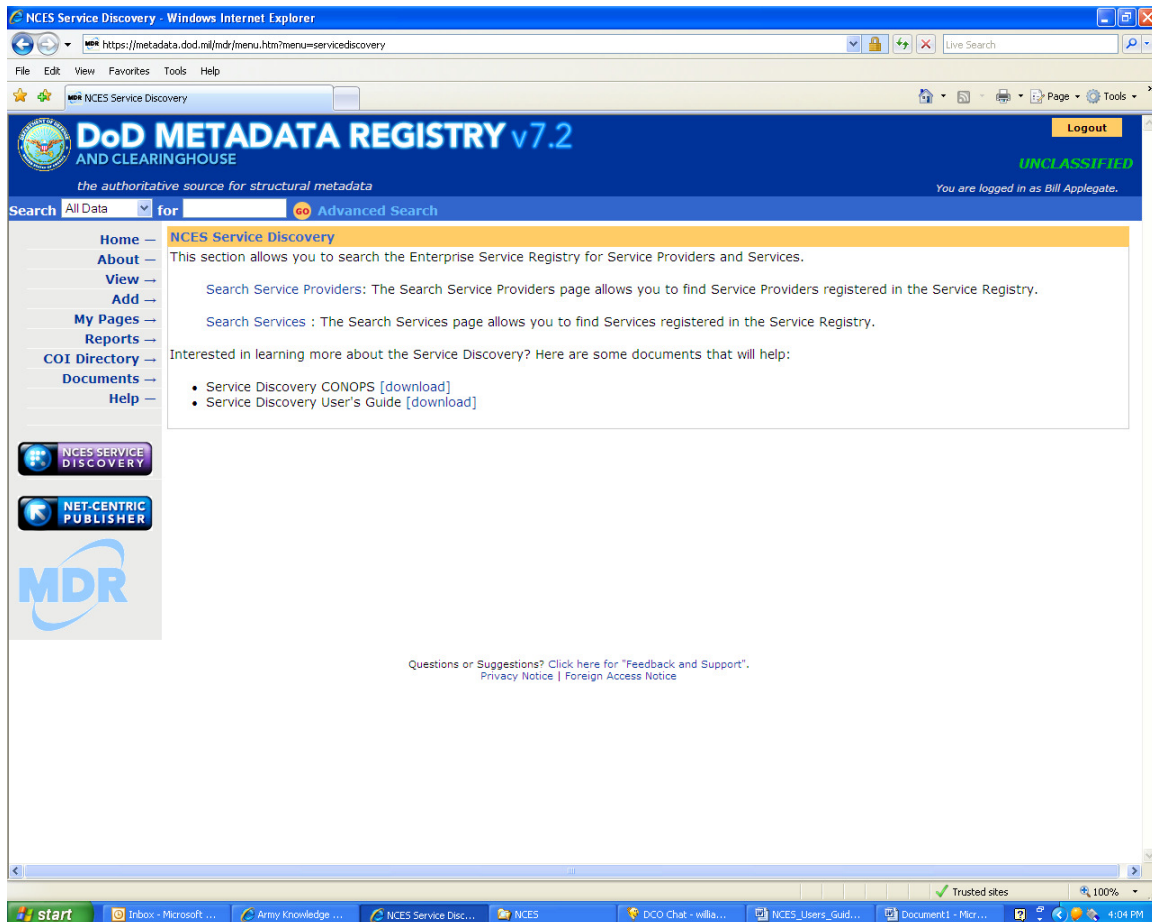 NCES Service Discovery - Windows Internet Explorer
MDR https://metadata.dod.mil/mdr/menu.htm?menu=servicediscovery
Live Search
File Edit View Favorites Tools Help
MDR NCES Service Discovery
Page Tools
DoD METADATA REGISTRY v7.2
AND CLEARINGHOUSE
the authoritative source for structural metadata
Logout
UNCLASSIFIED
You are logged in as Bill Applegate.
Search All Data for GO Advanced Search
Home
About
View
Add
My Pages
Reports
COI Directory
Documents
Help
NCES SERVICE
DISCOVERY
NET-CENTRIC
PUBLISHER
MDR
NCES Service Discovery
This section allows you to search the Enterprise Service Registry for Service Providers and Services.
Search Service Providers: The Search Service Providers page allows you to find Service Providers registered in the Service Registry.
Search Services : The Search Services page allows you to find Services registered in the Service Registry.
Interested in learning more about the Service Discovery? Here are some documents that will help:
• Service Discovery CONOPS [download]
• Service Discovery User's Guide [download]
Questions or Suggestions? Click here for "Feedback and Support".
Privacy Notice | Foreign Access Notice
Trusted sites 100%
start Inbox - Microsoft ... Army Knowledge ... NCES Service Disc... NCES DCO Chat - willia... NCES_Users_Guid... Document1 - Micr... 4:04 PM